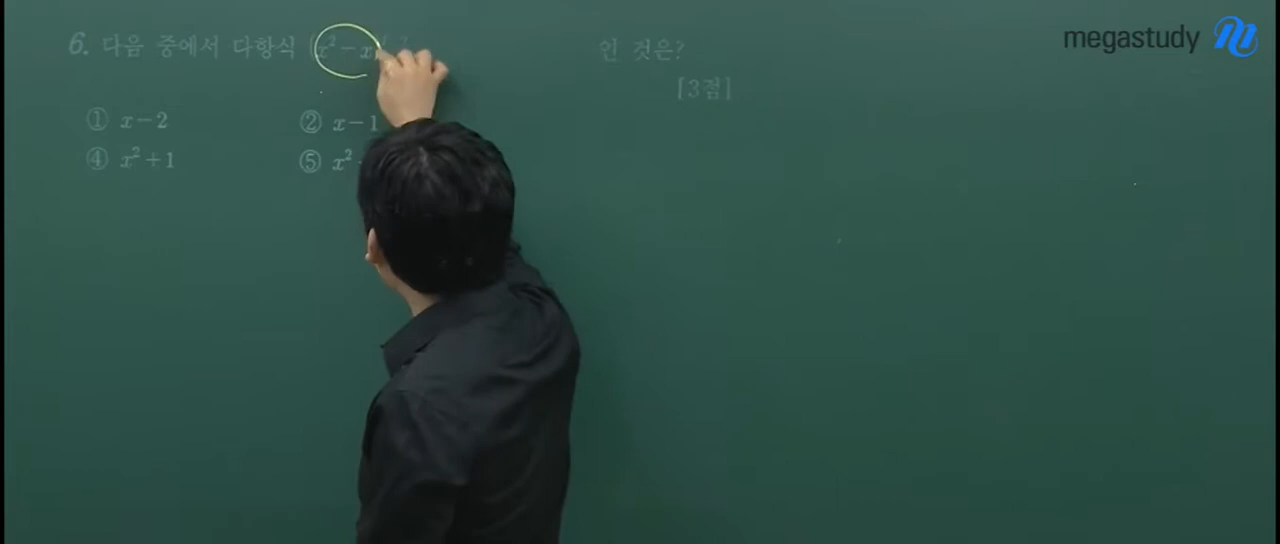 megastudy
6. 다음 중에서 다항식 (x² − x 인 것은?
[3점]
① x−2 ② x−1
④ x²+1 ⑤ x²